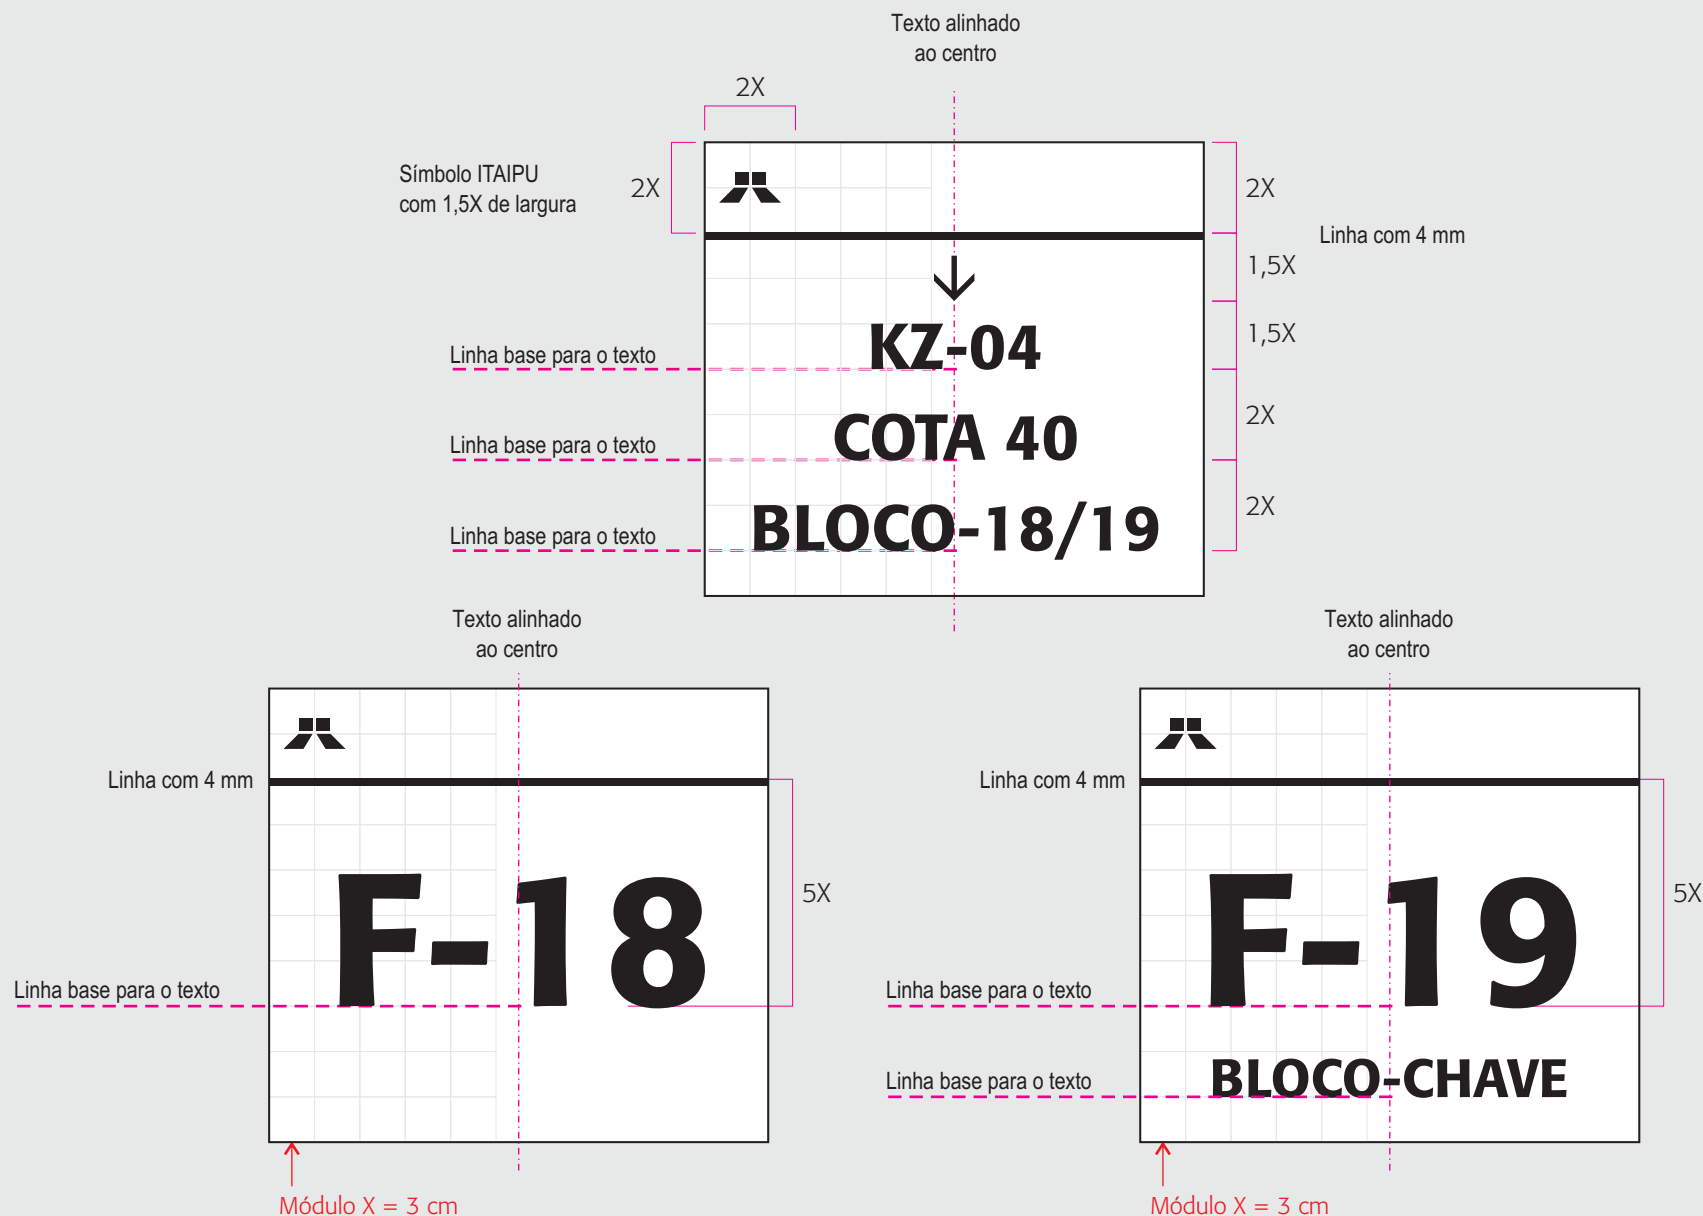 Texto alinhado
ao centro
2X
Símbolo ITAIPU
com 1,5X de largura
2X
2X
Linha com 4 mm
1,5X
KZ-04
1,5X
Linha base para o texto
COTA 40
2X
Linha base para o texto
BLOCO-18/19
2X
Linha base para o texto
Texto alinhado
ao centro
Linha com 4 mm
F-18
5X
Linha base para o texto
Módulo X = 3 cm
Texto alinhado
ao centro
Linha com 4 mm
F-19
5X
Linha base para o texto
BLOCO-CHAVE
Linha base para o texto
Módulo X = 3 cm